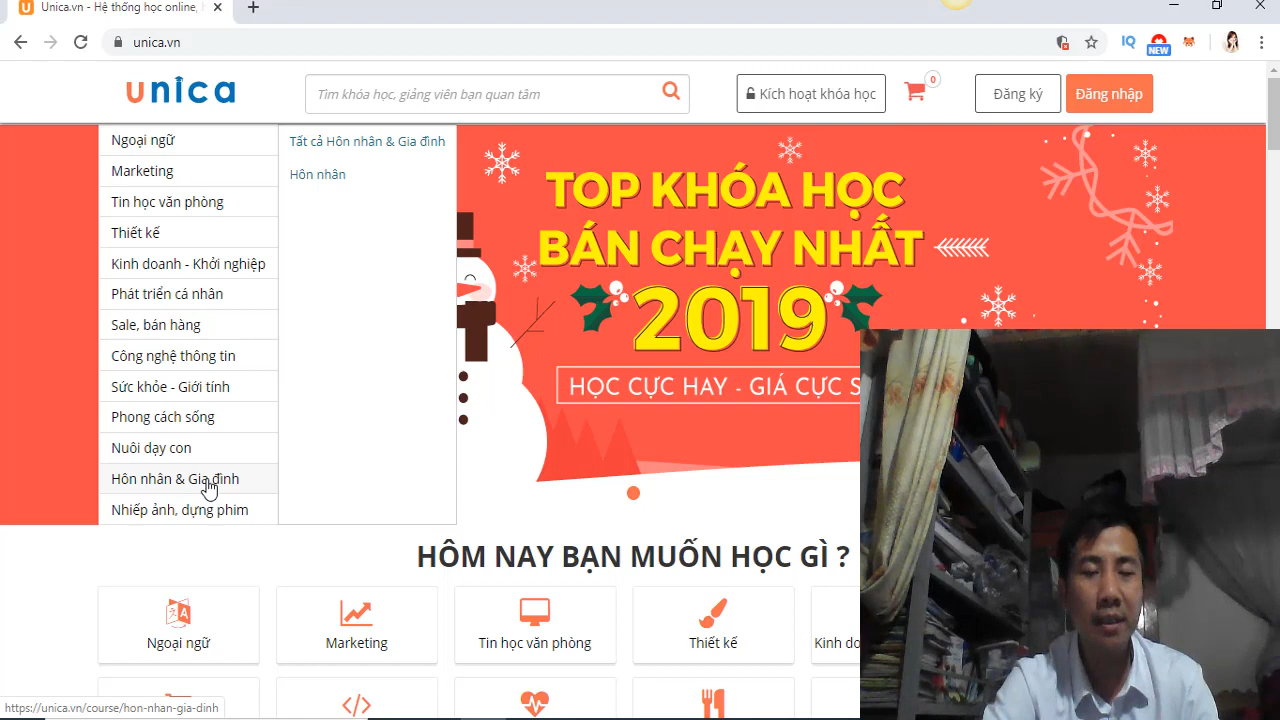 Unica.vn - Hệ thống học online,
unica.vn
IQ
NEW
unica
Tìm khóa học, giảng viên bạn quan tâm
Kích hoạt khóa học
0
Đăng ký
Đăng nhập
Ngoại ngữ
Marketing
Tin học văn phòng
Thiết kế
Kinh doanh - Khởi nghiệp
Phát triển cá nhân
Sale, bán hàng
Công nghệ thông tin
Sức khỏe - Giới tính
Phong cách sống
Nuôi dạy con
Hôn nhân & Gia đình
Nhiếp ảnh, dựng phim
Tất cả Hôn nhân & Gia đình
Hôn nhân
TOP KHÓA HỌC
BÁN CHẠY NHẤT
2019
HỌC CỰC HAY - GIÁ CỰC S
HÔM NAY BẠN MUỐN HỌC GÌ ?
Ngoại ngữ
Marketing
Tin học văn phòng
Thiết kế
Kinh do
https://unica.vn/course/hon-nhan-gia-dinh